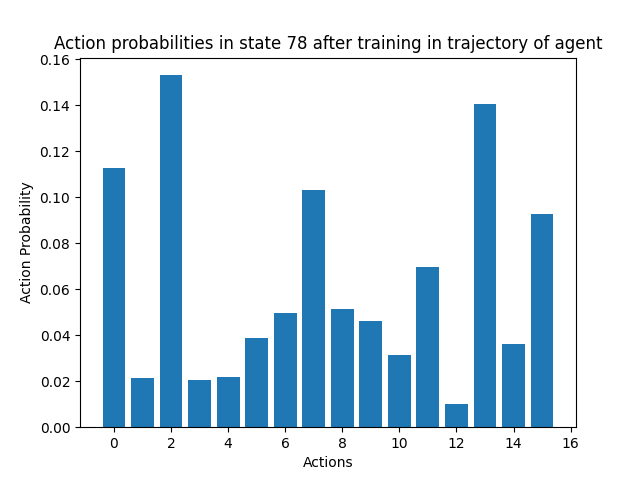 Action probabilities in state 78 after training in trajectory of agent
0.16
0.14
0.12
0.10
0.08
0.06
0.04
0.02
0.00
Action Probability
0 2 4 6 8 10 12 14 16
Actions